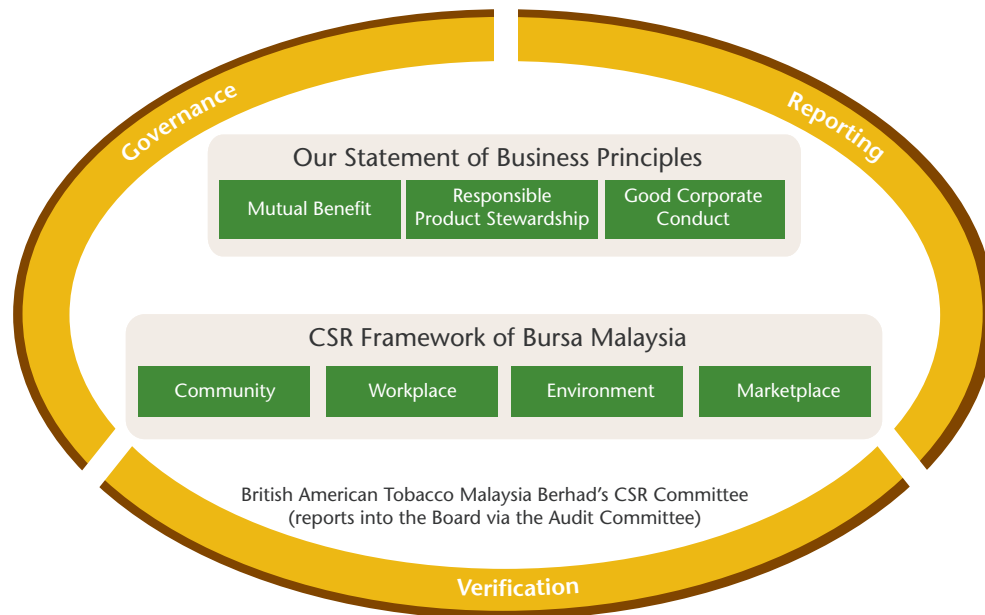 Governance
Reporting
Our Statement of Business Principles
Mutual Benefit
Responsible
Product Stewardship
Good Corporate
Conduct
CSR Framework of Bursa Malaysia
Community
Workplace
Environment
Marketplace
British American Tobacco Malaysia Berhad’s CSR Committee
(reports into the Board via the Audit Committee)
Verification